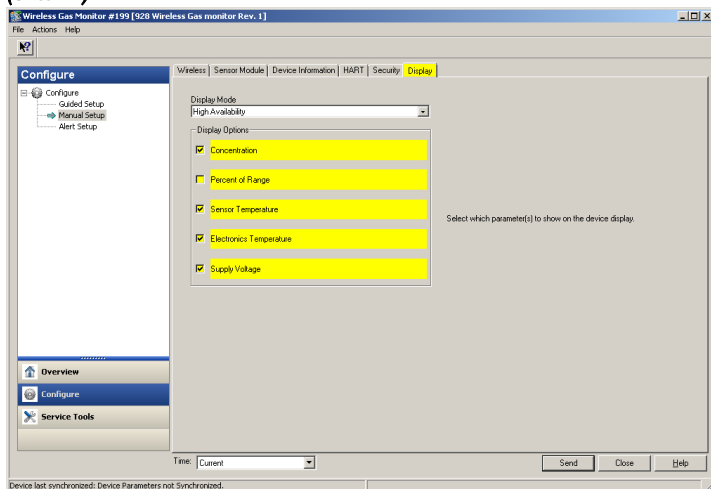 Wireless Gas Monitor #199 [928 Wireless Gas monitor Rev. 1]
File Actions Help
Configure
Wireless Sensor Module Device Information HART Security Display
Configure
Guided Setup
Manual Setup
Alert Setup
Display Mode
High Availability
Display Options
Concentration
Percent of Range
Sensor Temperature
Electronics Temperature
Supply Voltage
Select which parameter(s) to show on the device display.
Overview
Configure
Service Tools
Time: Current
Send Close Help
Device last synchronized: Device Parameters not Synchronized.